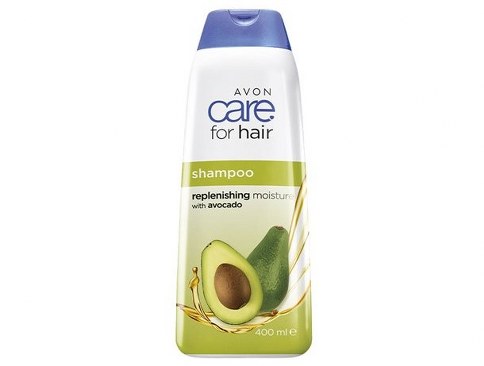 AVON
care
for hair
shampoo
replenishing moisture
with avocado
400 ml e